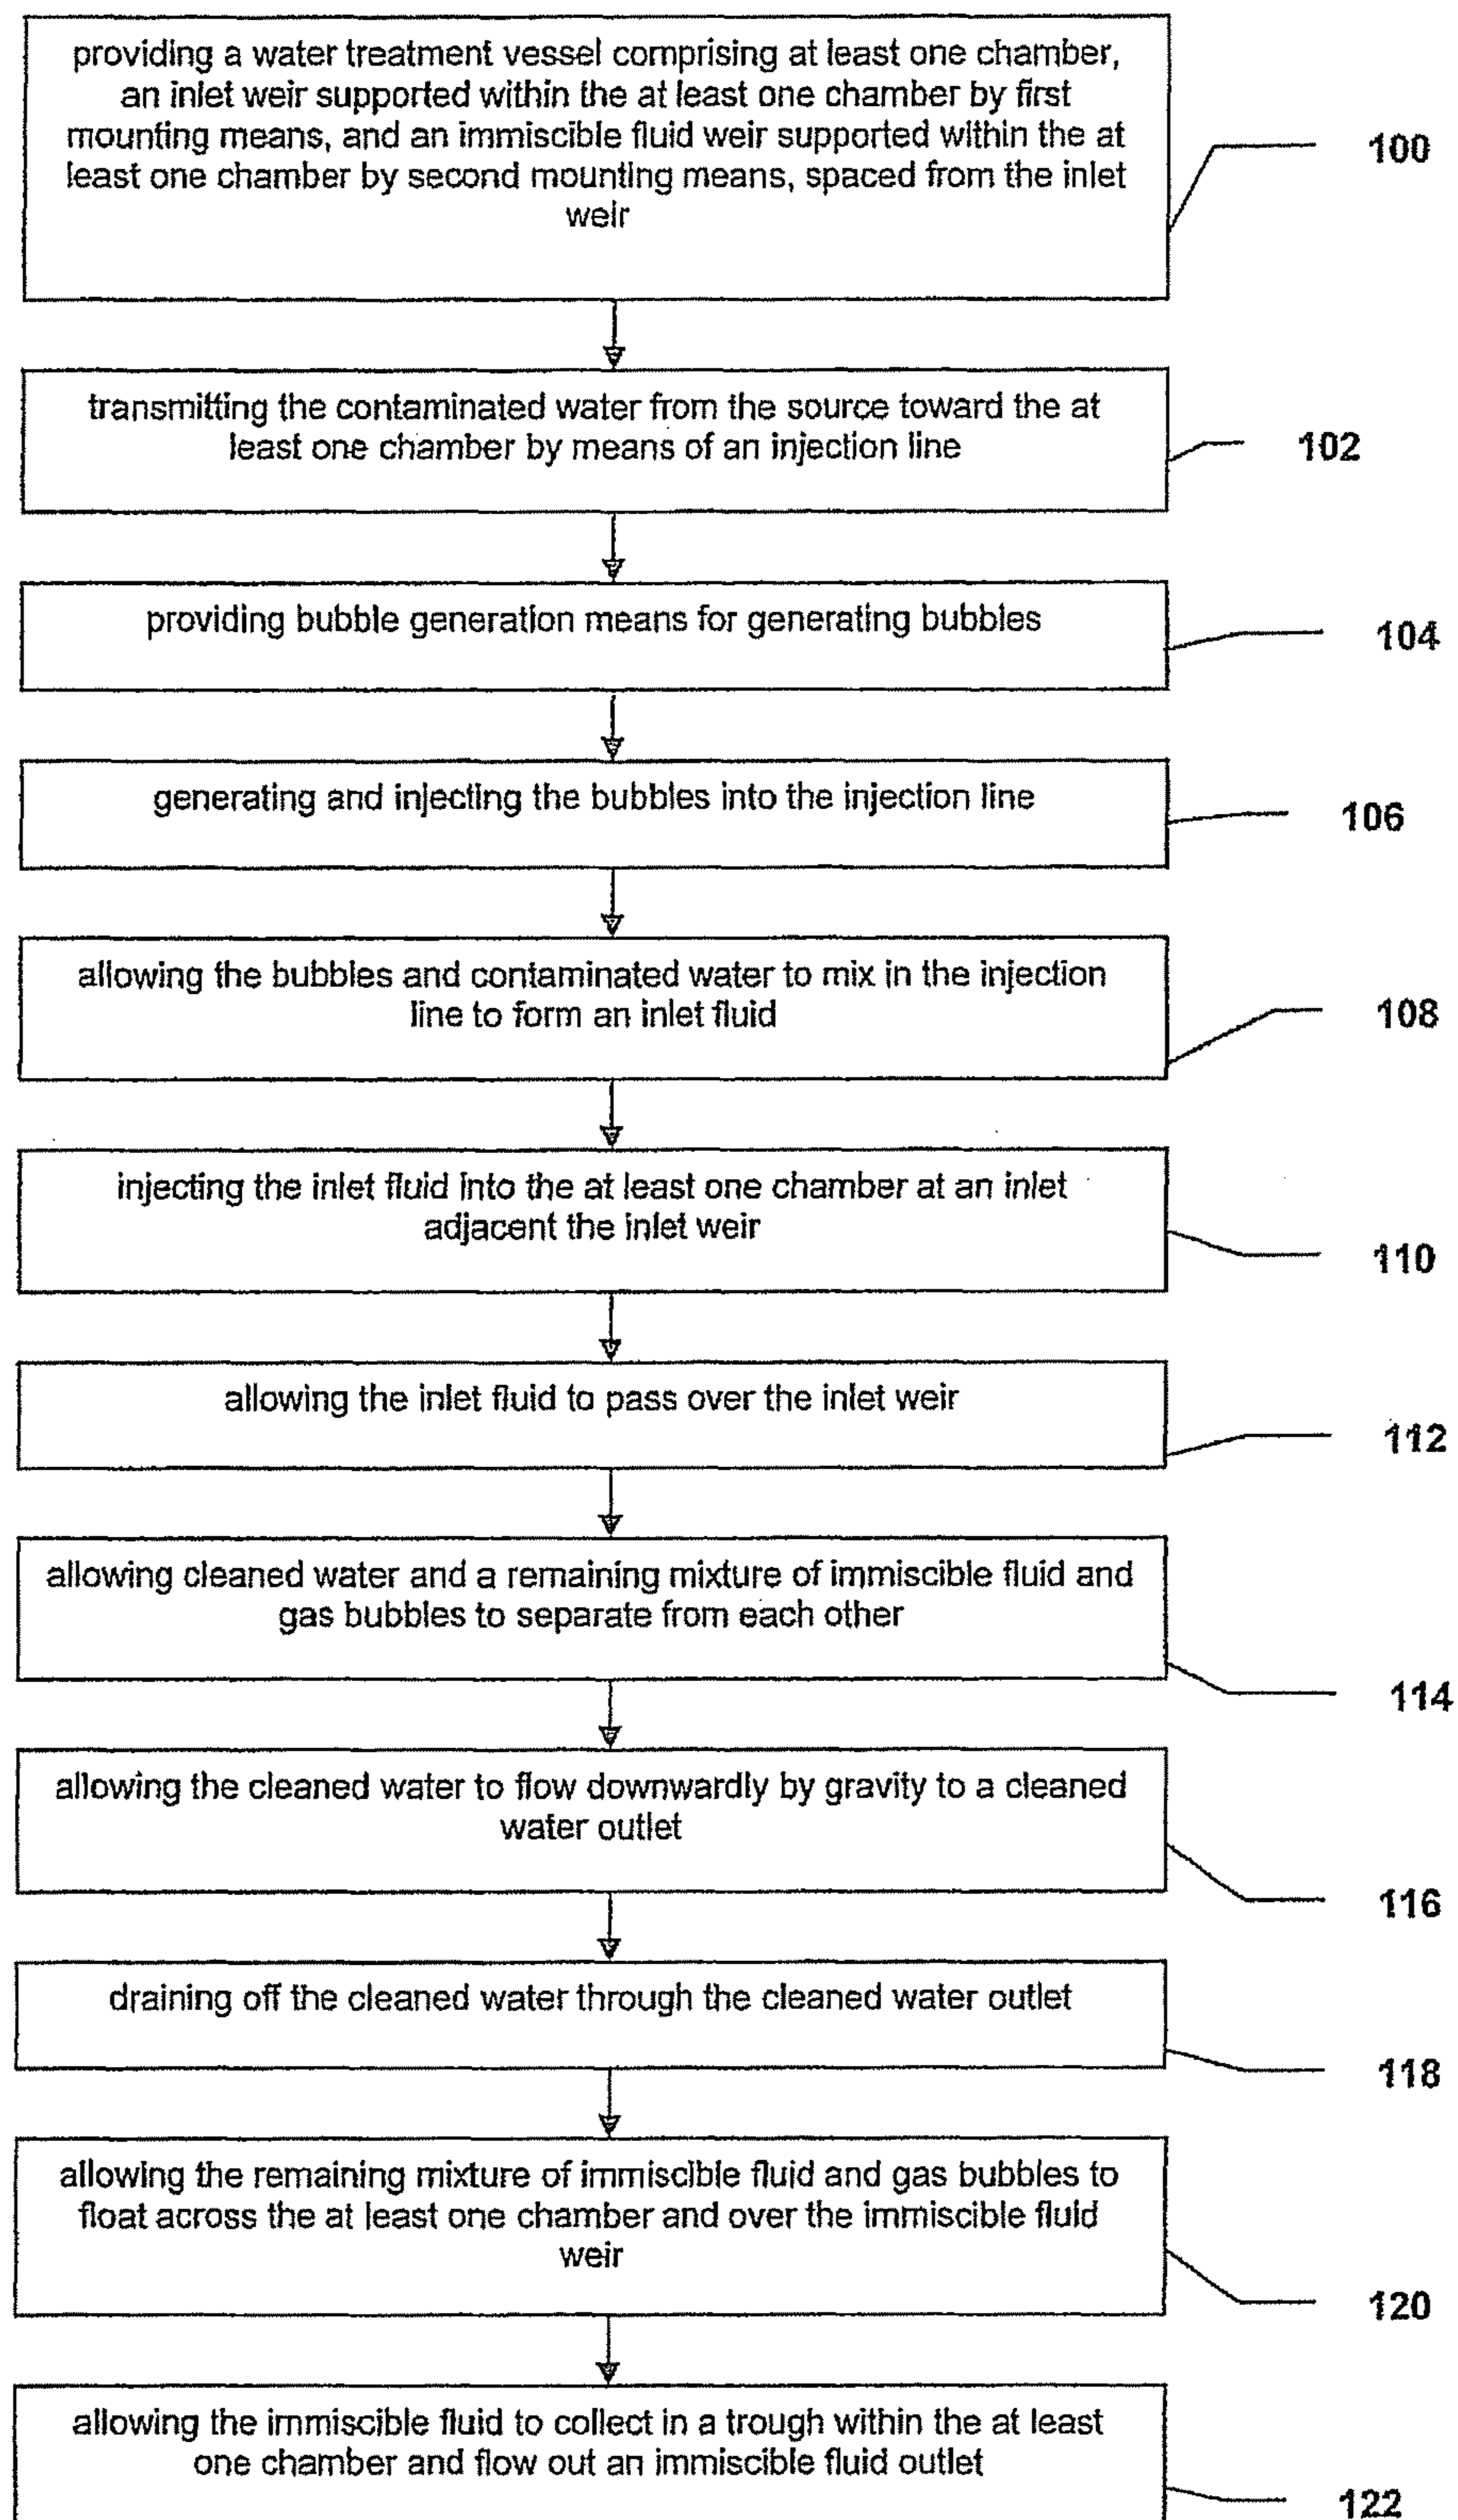 providing a water treatment vessel comprising at least one chamber,
an inlet weir supported within the at least one chamber by first
mounting means, and an immiscible fluid weir supported within the at
least one chamber by second mounting means, spaced from the inlet
weir
100
transmitting the contaminated water from the source toward the at
least one chamber by means of an injection line
102
providing bubble generation means for generating bubbles
104
generating and injecting the bubbles into the injection line
106
allowing the bubbles and contaminated water to mix in the injection
line to form an inlet fluid
108
injecting the inlet fluid into the at least one chamber at an inlet
adjacent the inlet weir
110
allowing the inlet fluid to pass over the inlet weir
112
allowing cleaned water and a remaining mixture of immiscible fluid and
gas bubbles to separate from each other
114
allowing the cleaned water to flow downwardly by gravity to a cleaned
water outlet
116
draining off the cleaned water through the cleaned water outlet
118
allowing the remaining mixture of immiscible fluid and gas bubbles to
float across the at least one chamber and over the immiscible fluid
weir
120
allowing the immiscible fluid to collect in a trough within the at least
one chamber and flow out an immiscible fluid outlet
122